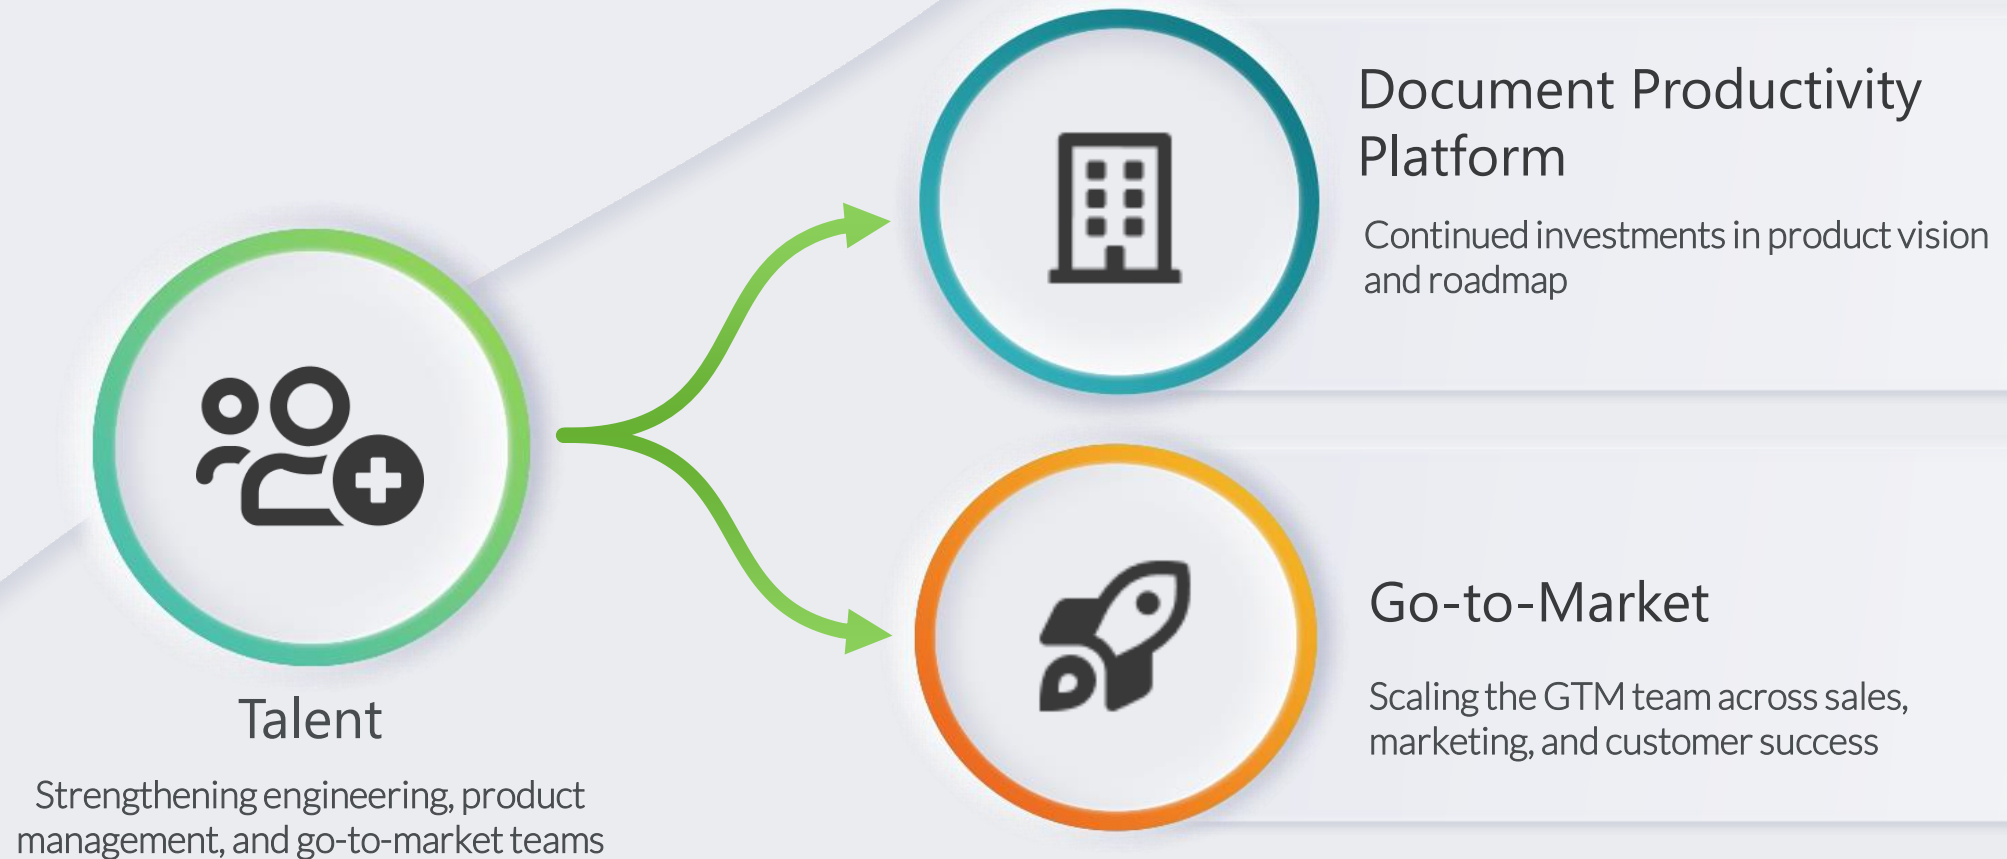 Document Productivity
Platform
Continued investments in product vision
and roadmap
Talent
Strengthening engineering, product
management, and go-to-market teams
Go-to-Market
Scaling the GTM team across sales,
marketing, and customer success